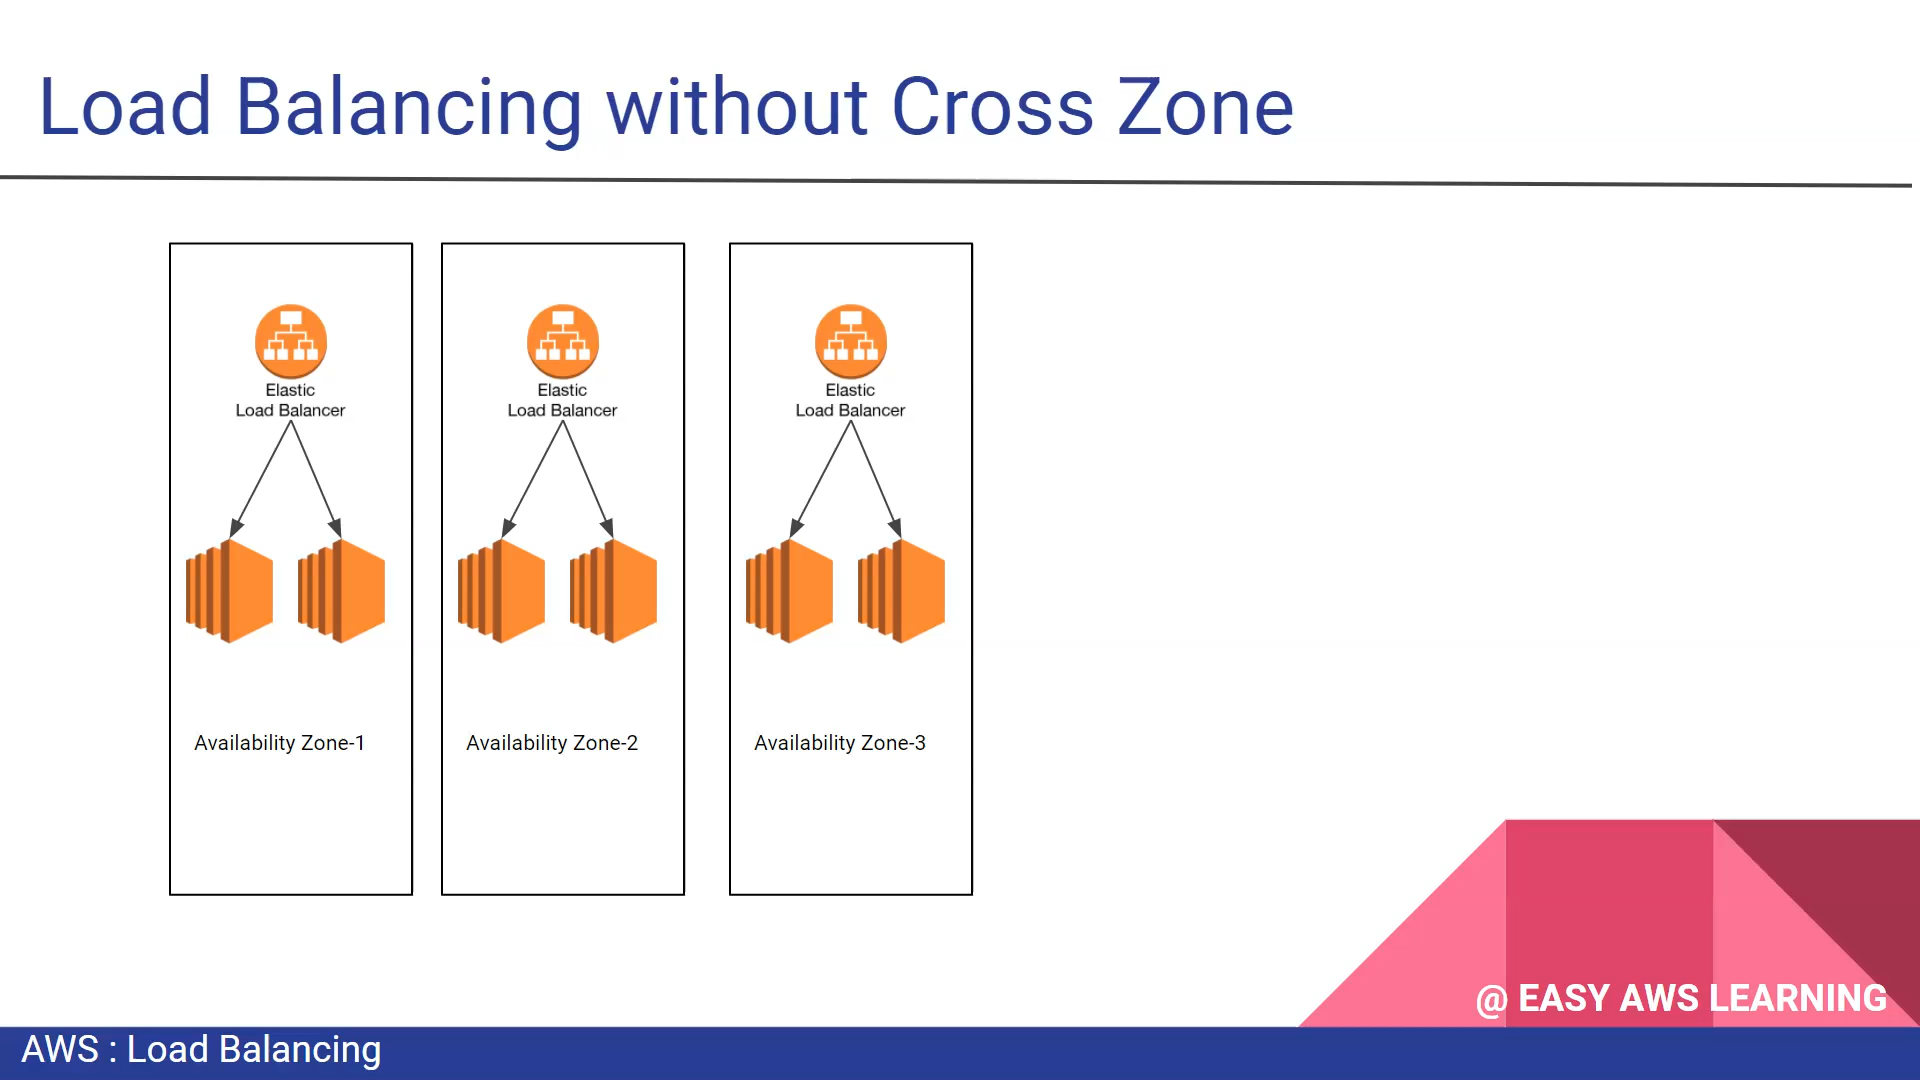 Load Balancing without Cross Zone
Elastic
Load Balancer
Elastic
Load Balancer
Elastic
Load Balancer
Availability Zone-1
Availability Zone-2
Availability Zone-3
@ EASY AWS LEARNING
AWS : Load Balancing